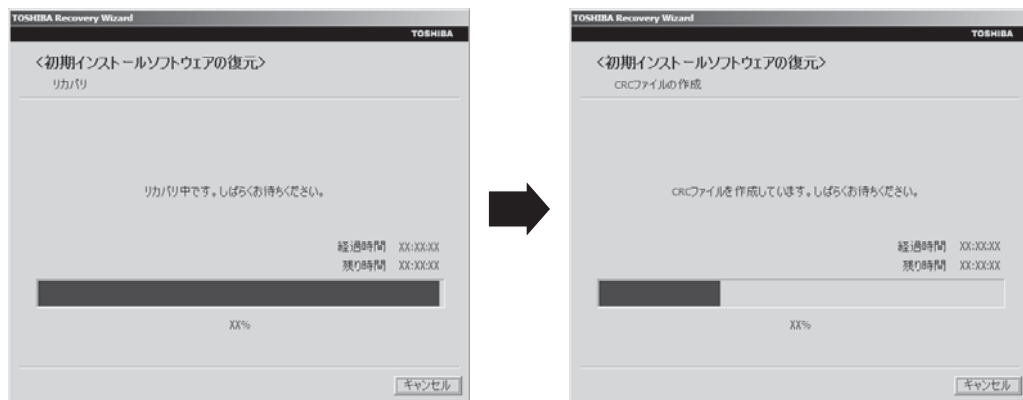 TOSHIBA Recovery Wizard
TOSHIBA
<初期インストールソフトウェアの復元>
リカバリ
リカバリ中です。しばらくお待ちください。
経過時間 XX:XX:XX
残り時間 XX:XX:XX
XX%
キャンセル
TOSHIBA Recovery Wizard
TOSHIBA
<初期インストールソフトウェアの復元>
CRCファイルの作成
CRCファイルを作成しています。しばらくお待ちください。
経過時間 XX:XX:XX
残り時間 XX:XX:XX
XX%
キャンセル